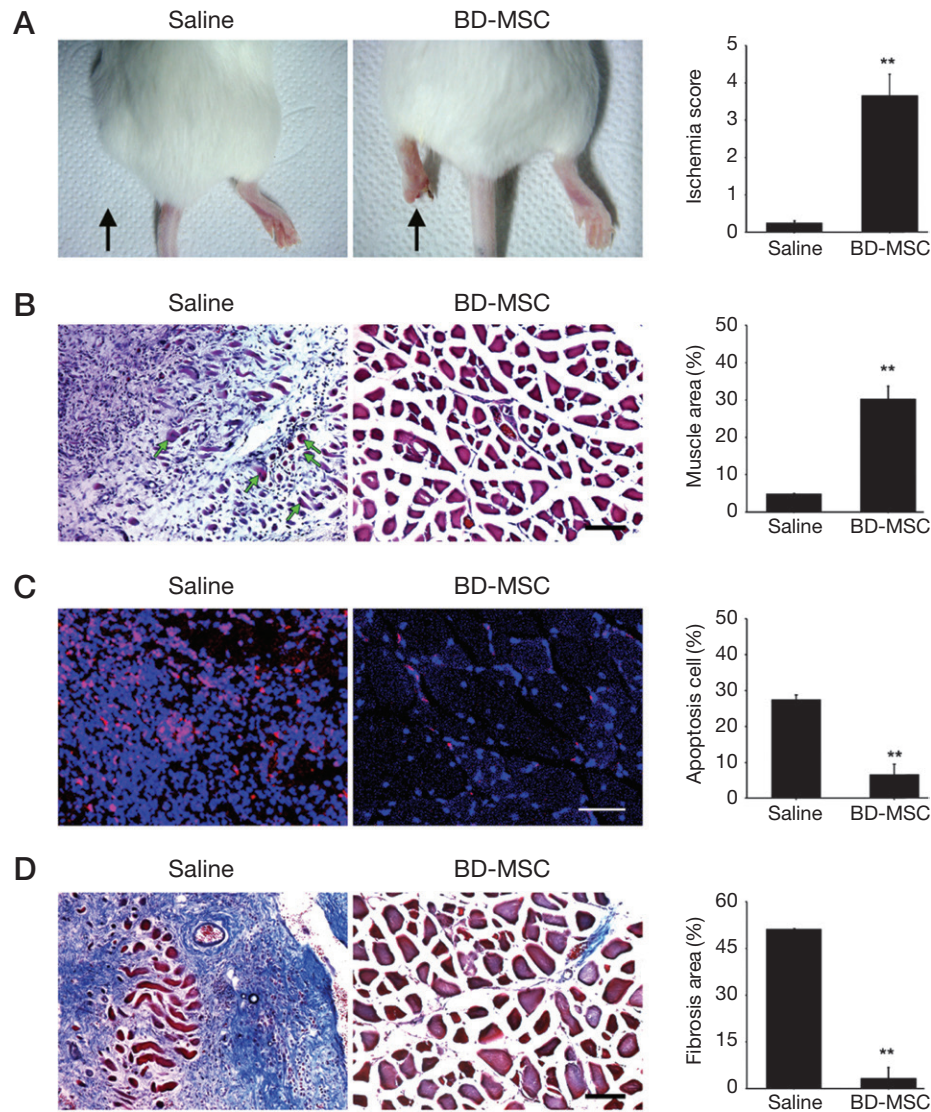 A
Saline
BD-MSC
Ischemia score
5
4
3
2
1
0
**
Saline
BD-MSC
B
Saline
BD-MSC
Muscle area (%)
50
40
30
20
10
0
**
Saline
BD-MSC
C
Saline
BD-MSC
Apoptosis cell (%)
50
40
30
20
10
0
**
Saline
BD-MSC
D
Saline
BD-MSC
Fibrosis area (%)
60
45
30
15
0
**
Saline
BD-MSC